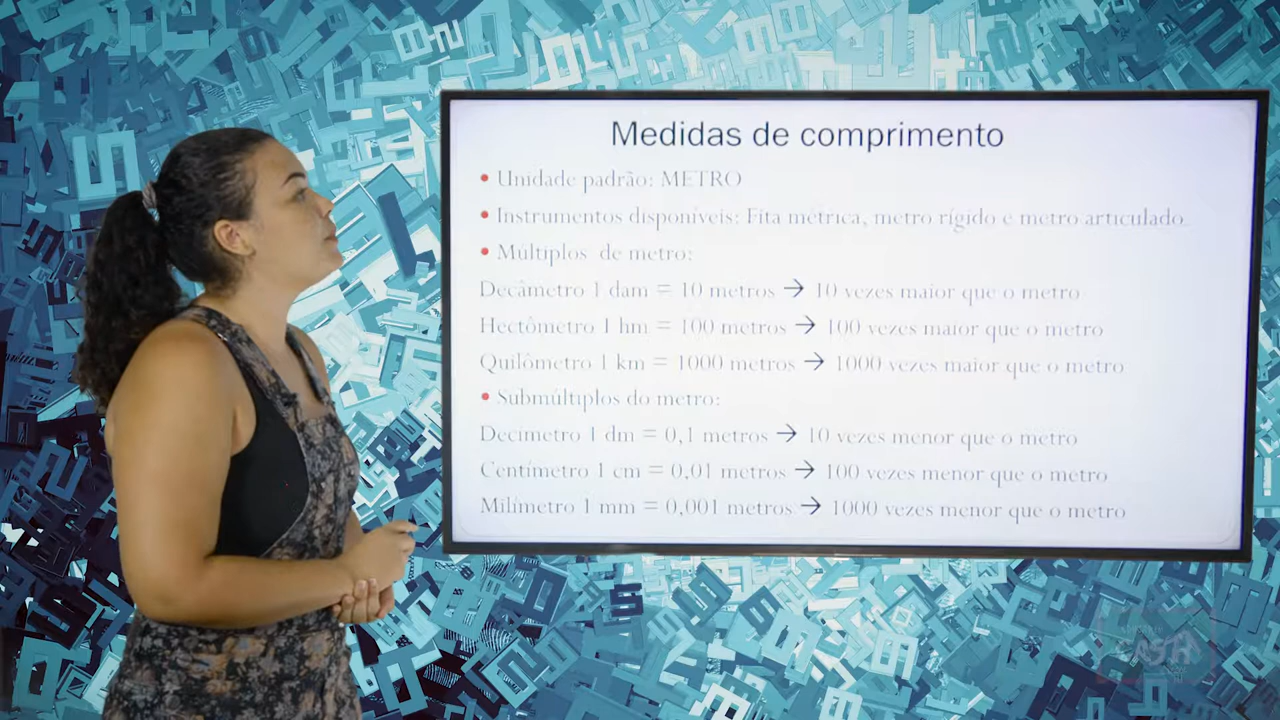 Medidas de comprimento
• Unidade padrão: METRO
• Instrumentos disponíveis: Fita métrica, metro rígido e metro articulado.
• Múltiplos de metro:
Decâmetro 1 dam = 10 metros → 10 vezes maior que o metro
Hectômetro 1 hm = 100 metros → 100 vezes maior que o metro
Quilômetro 1 km = 1000 metros → 1000 vezes maior que o metro
• Submúltiplos do metro:
Decímetro 1 dm = 0,1 metros → 10 vezes menor que o metro
Centímetro 1 cm = 0,01 metros → 100 vezes menor que o metro
Milímetro 1 mm = 0,001 metros → 1000 vezes menor que o metro